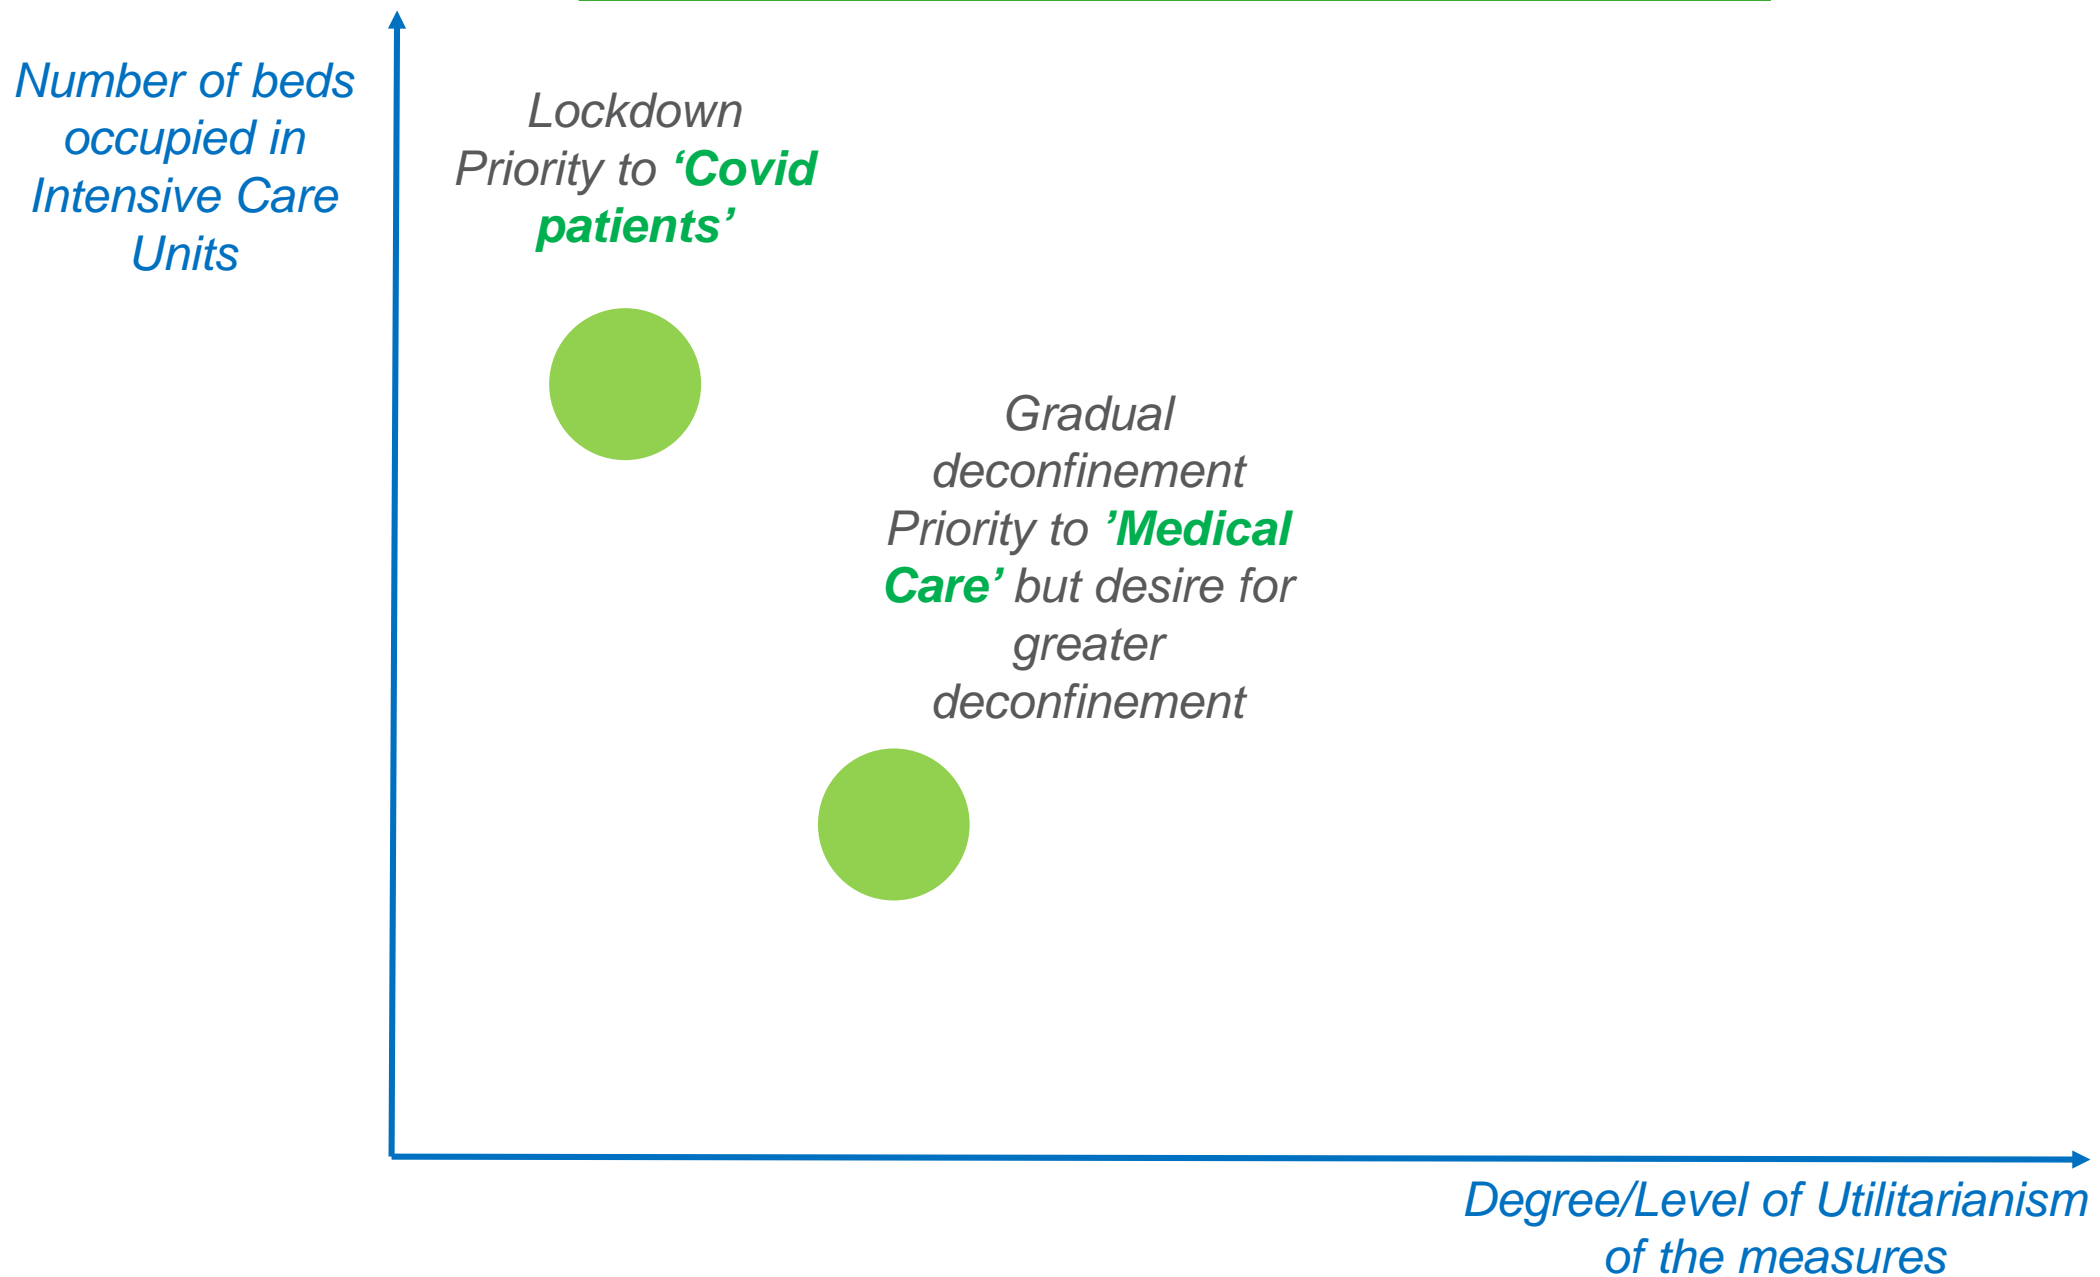 Number of beds
occupied in
Intensive Care
Units
Lockdown
Priority to ‘Covid
patients’
Gradual
deconfinement
Priority to ’Medical
Care’ but desire for
greater
deconfinement
Degree/Level of Utilitarianism
of the measures